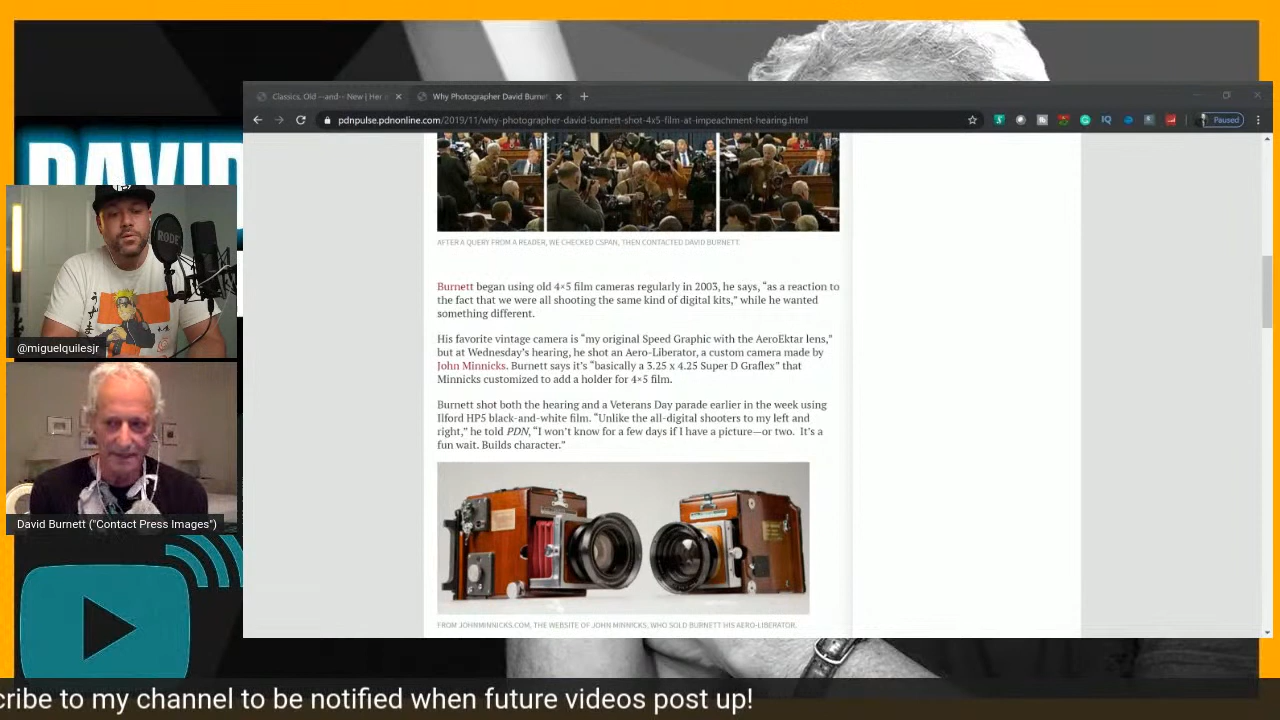 Classics, Old --and-- New | Her
Why Photographer David Burnet
pdnpulse.pdnonline.com/2019/11/why-photographer-david-burnett-shot-4x5-film-at-impeachment-hearing.html
Paused
DAVID
RODE
@miguelquilesjr
David Burnett ("Contact Press Images")
AFTER A QUERY FROM A READER, WE CHECKED CSPAN, THEN CONTACTED DAVID BURNETT.
Burnett began using old 4×5 film cameras regularly in 2003, he says, “as a reaction to
the fact that we were all shooting the same kind of digital kits,” while he wanted
something different.
His favorite vintage camera is “my original Speed Graphic with the AeroEktar lens,”
but at Wednesday’s hearing, he shot an Aero-Liberator, a custom camera made by
John Minnicks. Burnett says it’s “basically a 3.25 x 4.25 Super D Graflex” that
Minnicks customized to add a holder for 4×5 film.
Burnett shot both the hearing and a Veterans Day parade earlier in the week using
Ilford HP5 black-and-white film. “Unlike the all-digital shooters to my left and
right,” he told PDN, “I won’t know for a few days if I have a picture—or two.  It’s a
fun wait. Builds character.”
FROM JOHNMINNICKS.COM, THE WEBSITE OF JOHN MINNICKS, WHO SOLD BURNETT HIS AERO-LIBERATOR.
cribe to my channel to be notified when future videos post up!